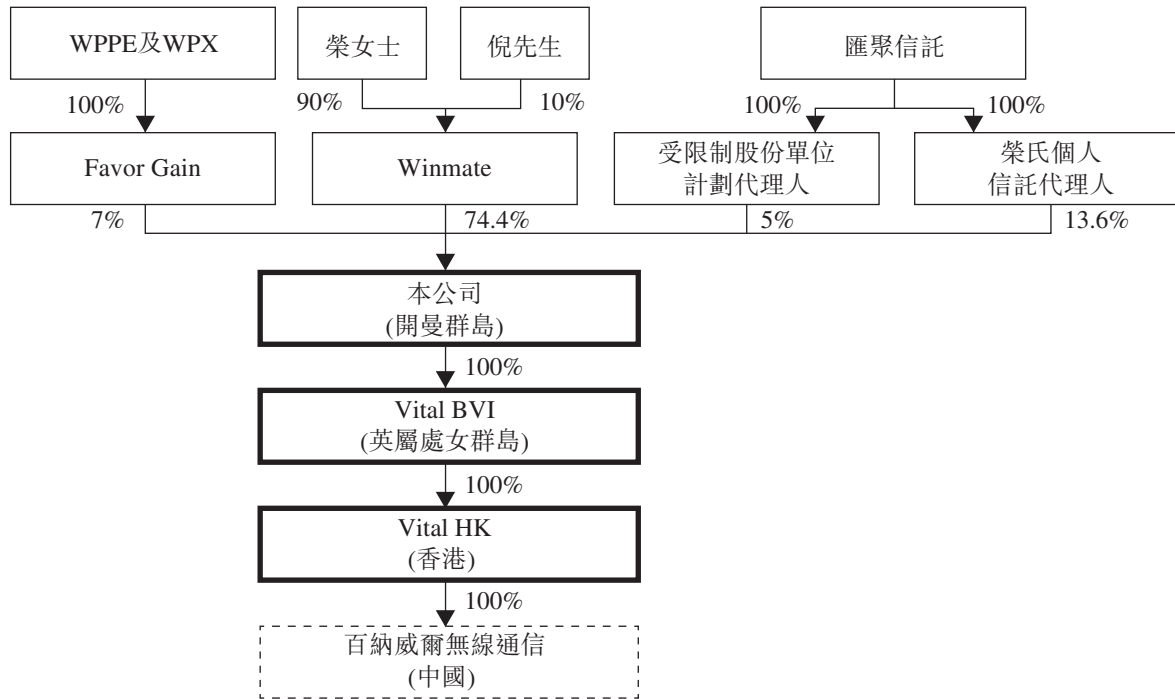 WPPE及WPX
榮女士
倪先生
匯聚信託
100%
90%
10%
100%
100%
Favor Gain
Winmate
受限制股份單位
計劃代理人
榮氏個人
信託代理人
7%
74.4%
5%
13.6%
本公司
(開曼群島)
100%
Vital BVI
(英屬處女群島)
100%
Vital HK
(香港)
100%
百納威爾無線通信
(中國)